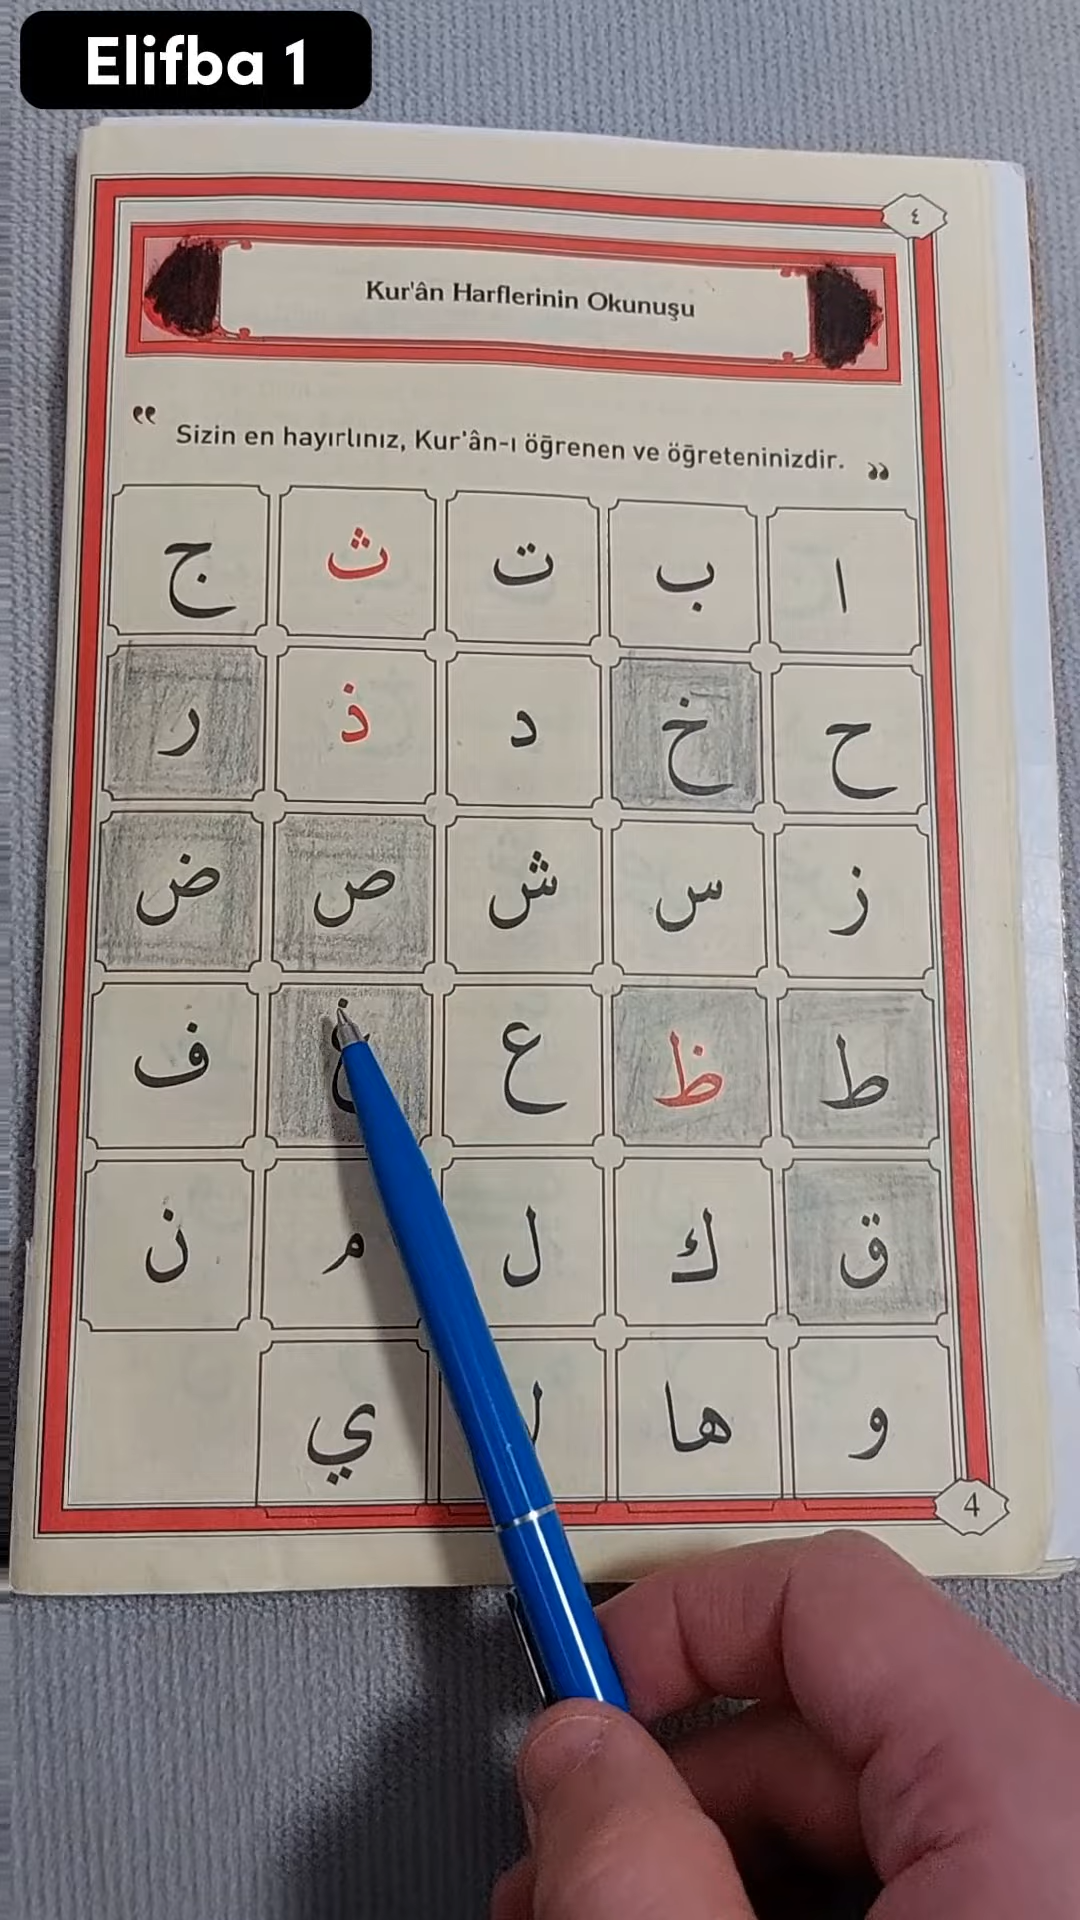 Elifba 1
٤
Kur'ân Harflerinin Okunuşu
“ Sizin en hayırlınız, Kur'ân-ı öğrenen ve öğreteninizdir. ”
ا ب ت ث ج
ح خ د ذ ر
ز س ش ص ض
ط ظ ع غ ف
ق ك ل م ن
و ها ي
4